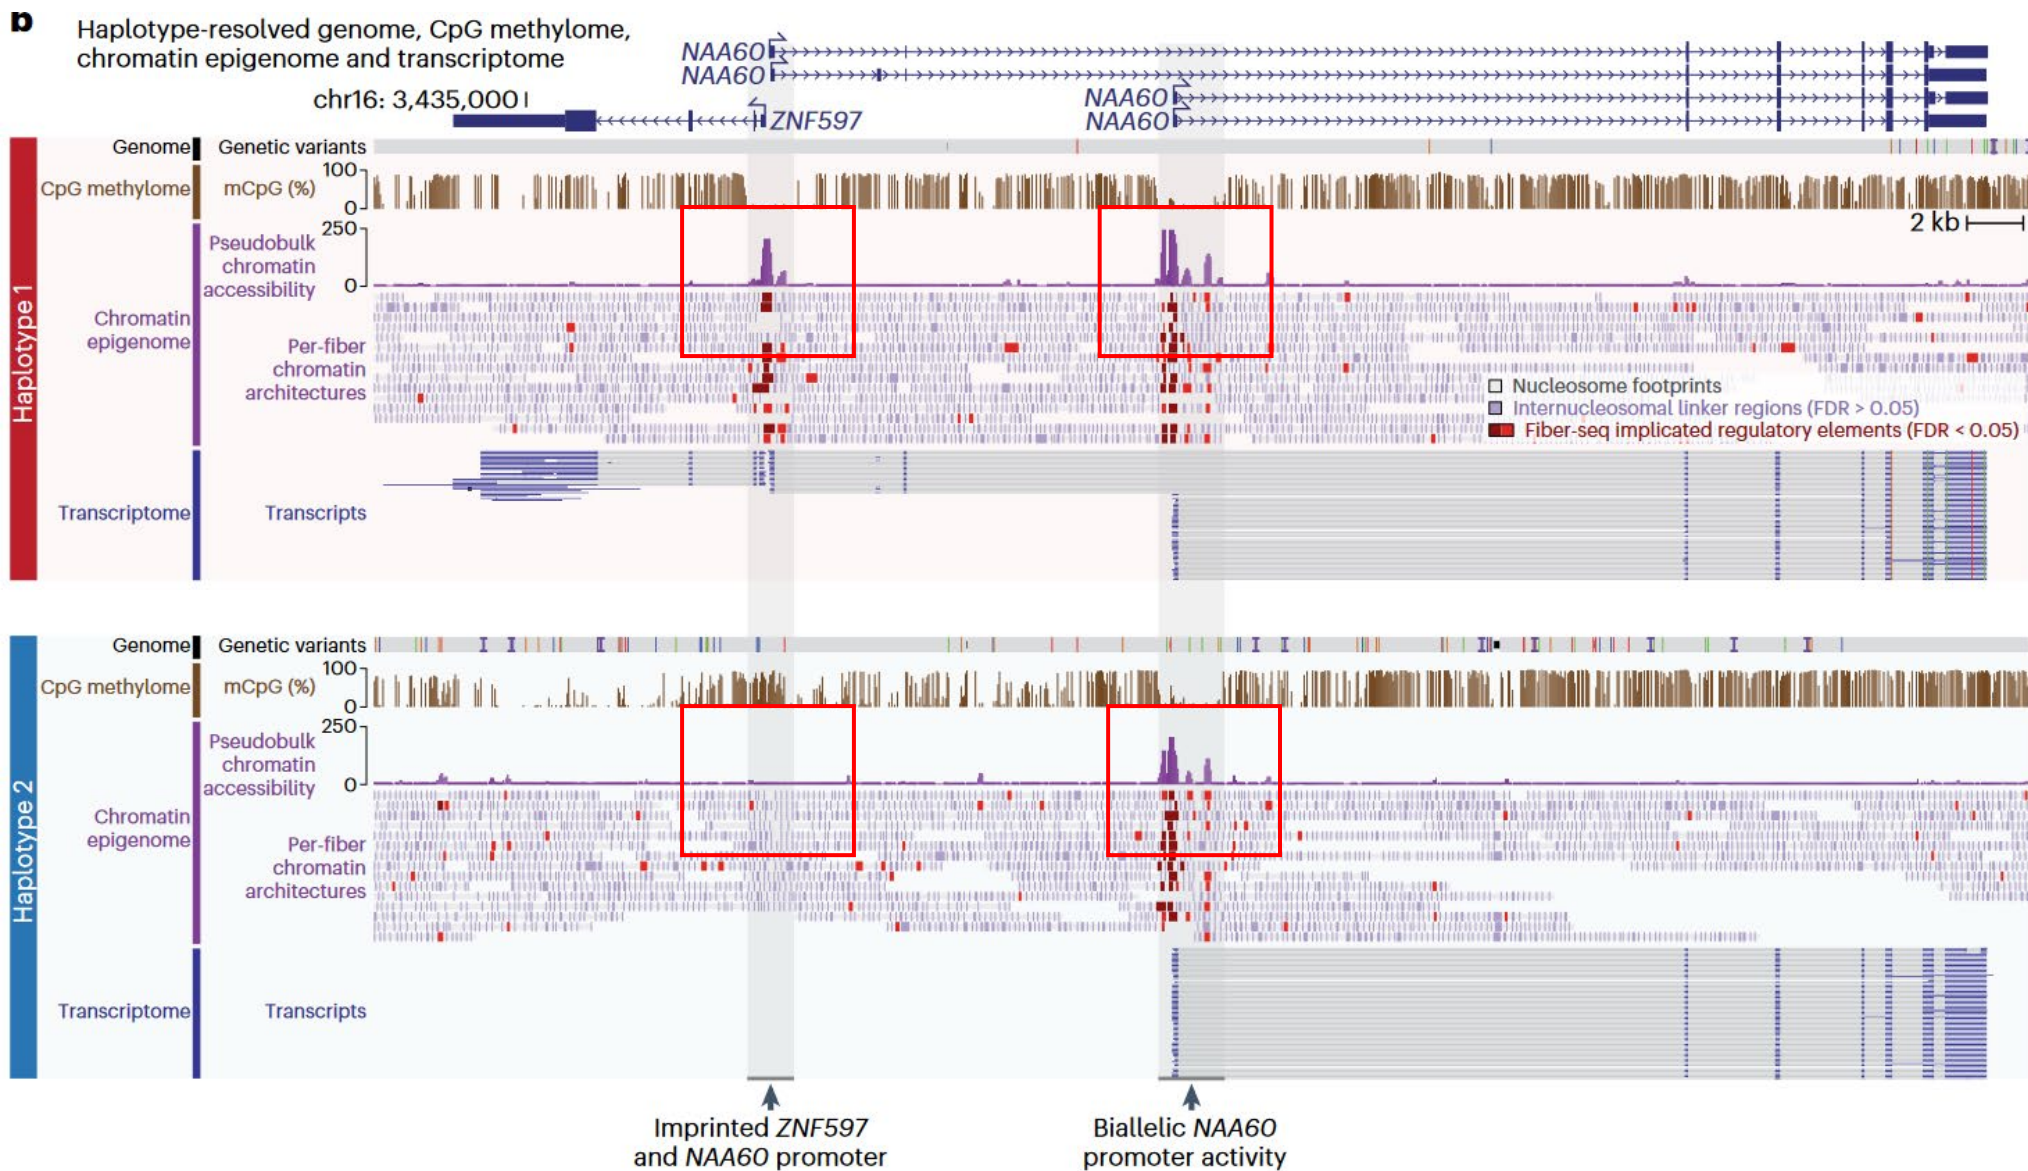 b
Haplotype-resolved genome, CpG methylome,
chromatin epigenome and transcriptome
NAA60
NAA60
chr16: 3,435,000
NAA60
ZNF597
NAA60
Haplotype 1
Genome
Genetic variants
CpG methylome
mCpG (%)
100
0
2 kb
Chromatin
epigenome
Pseudobulk
chromatin
accessibility
250
0
Per-fiber
chromatin
architectures
Nucleosome footprints
Internucleosomal linker regions (FDR > 0.05)
Fiber-seq implicated regulatory elements (FDR < 0.05)
Transcriptome
Transcripts
Haplotype 2
Genome
Genetic variants
CpG methylome
mCpG (%)
100
0
Chromatin
epigenome
Pseudobulk
chromatin
accessibility
250
0
Per-fiber
chromatin
architectures
Transcriptome
Transcripts
Imprinted ZNF597
and NAA60 promoter
Biallelic NAA60
promoter activity